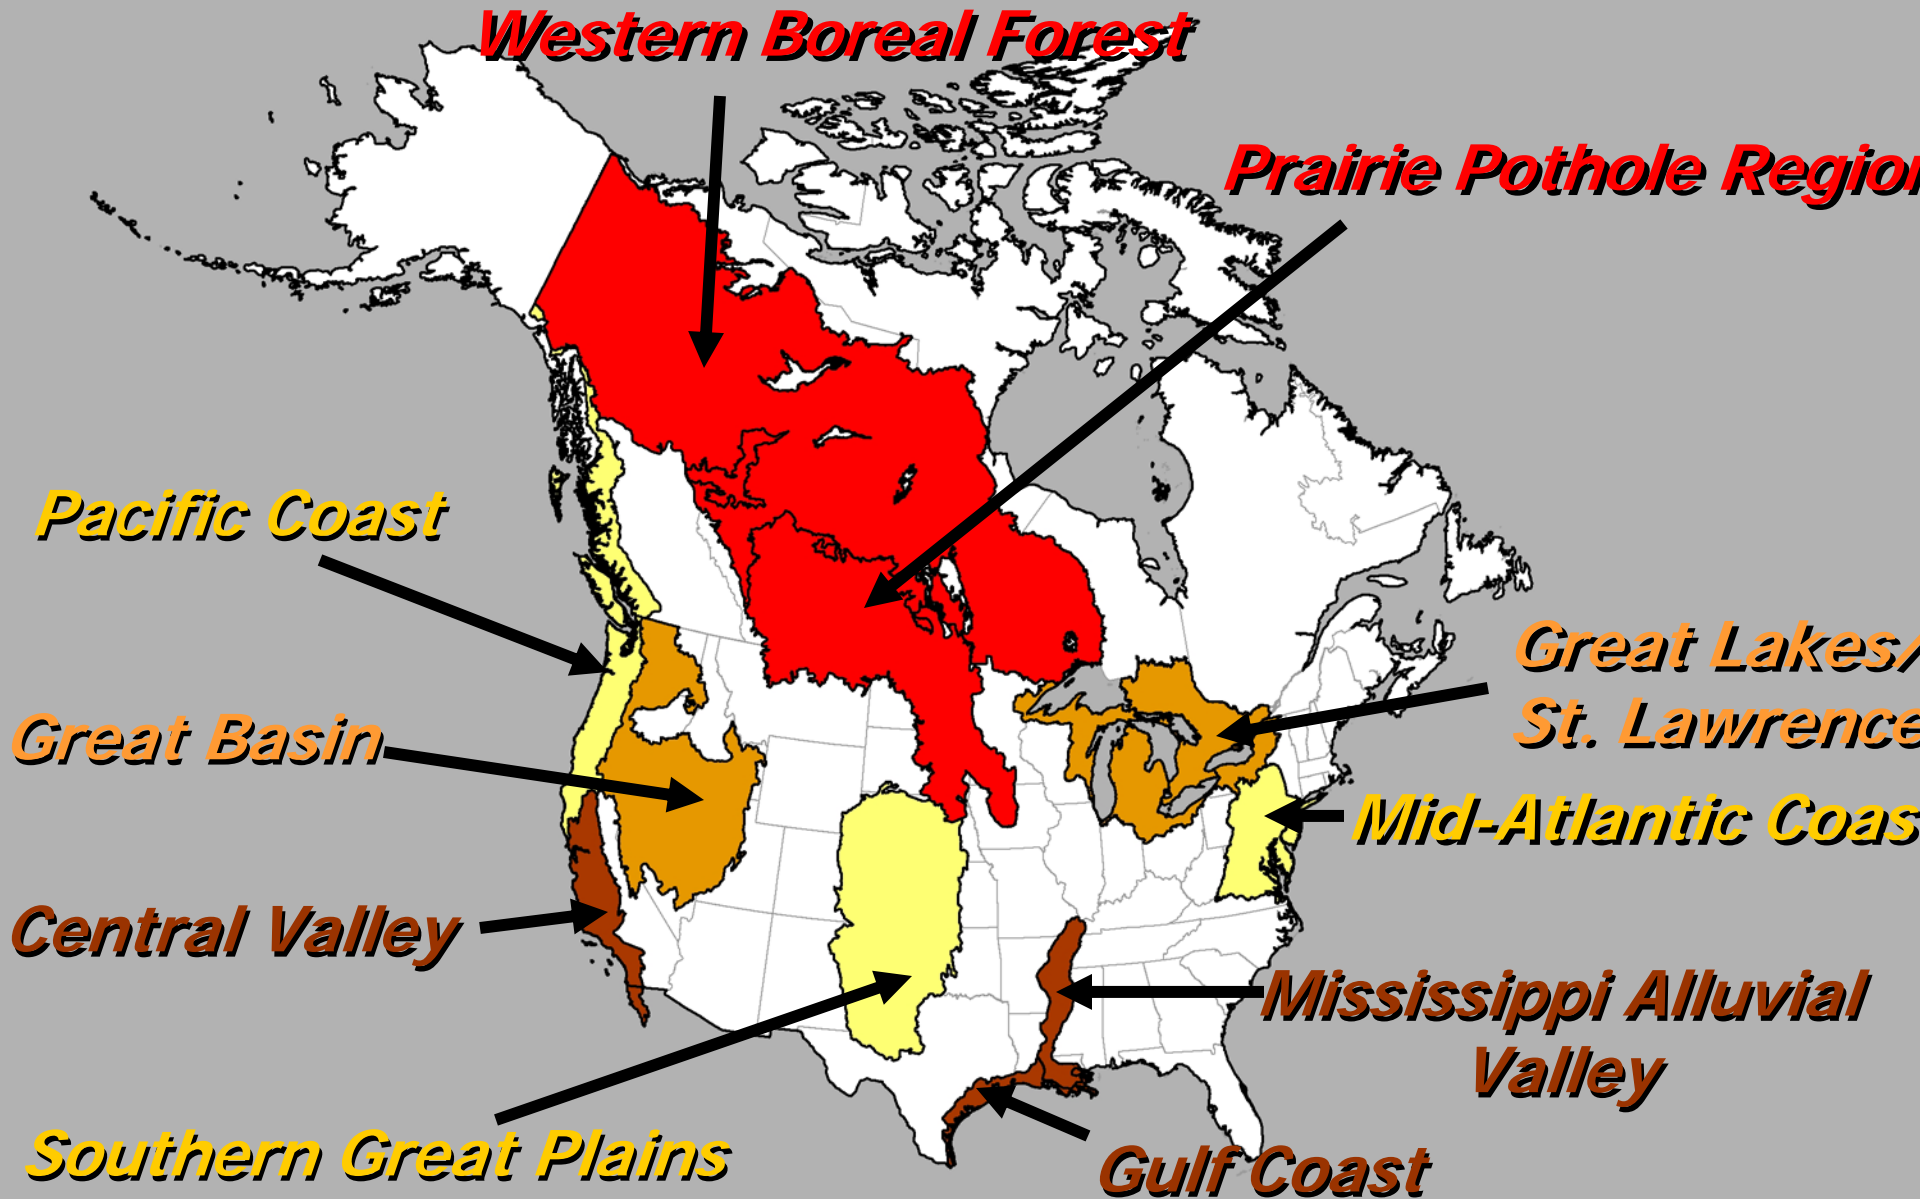 Western Boreal Forest
Prairie Pothole Region
Pacific Coast
Great Lakes/
St. Lawrence
Great Basin
Mid-Atlantic Coas
Central Valley
Mississippi Alluvial
Valley
Southern Great Plains
Gulf Coast